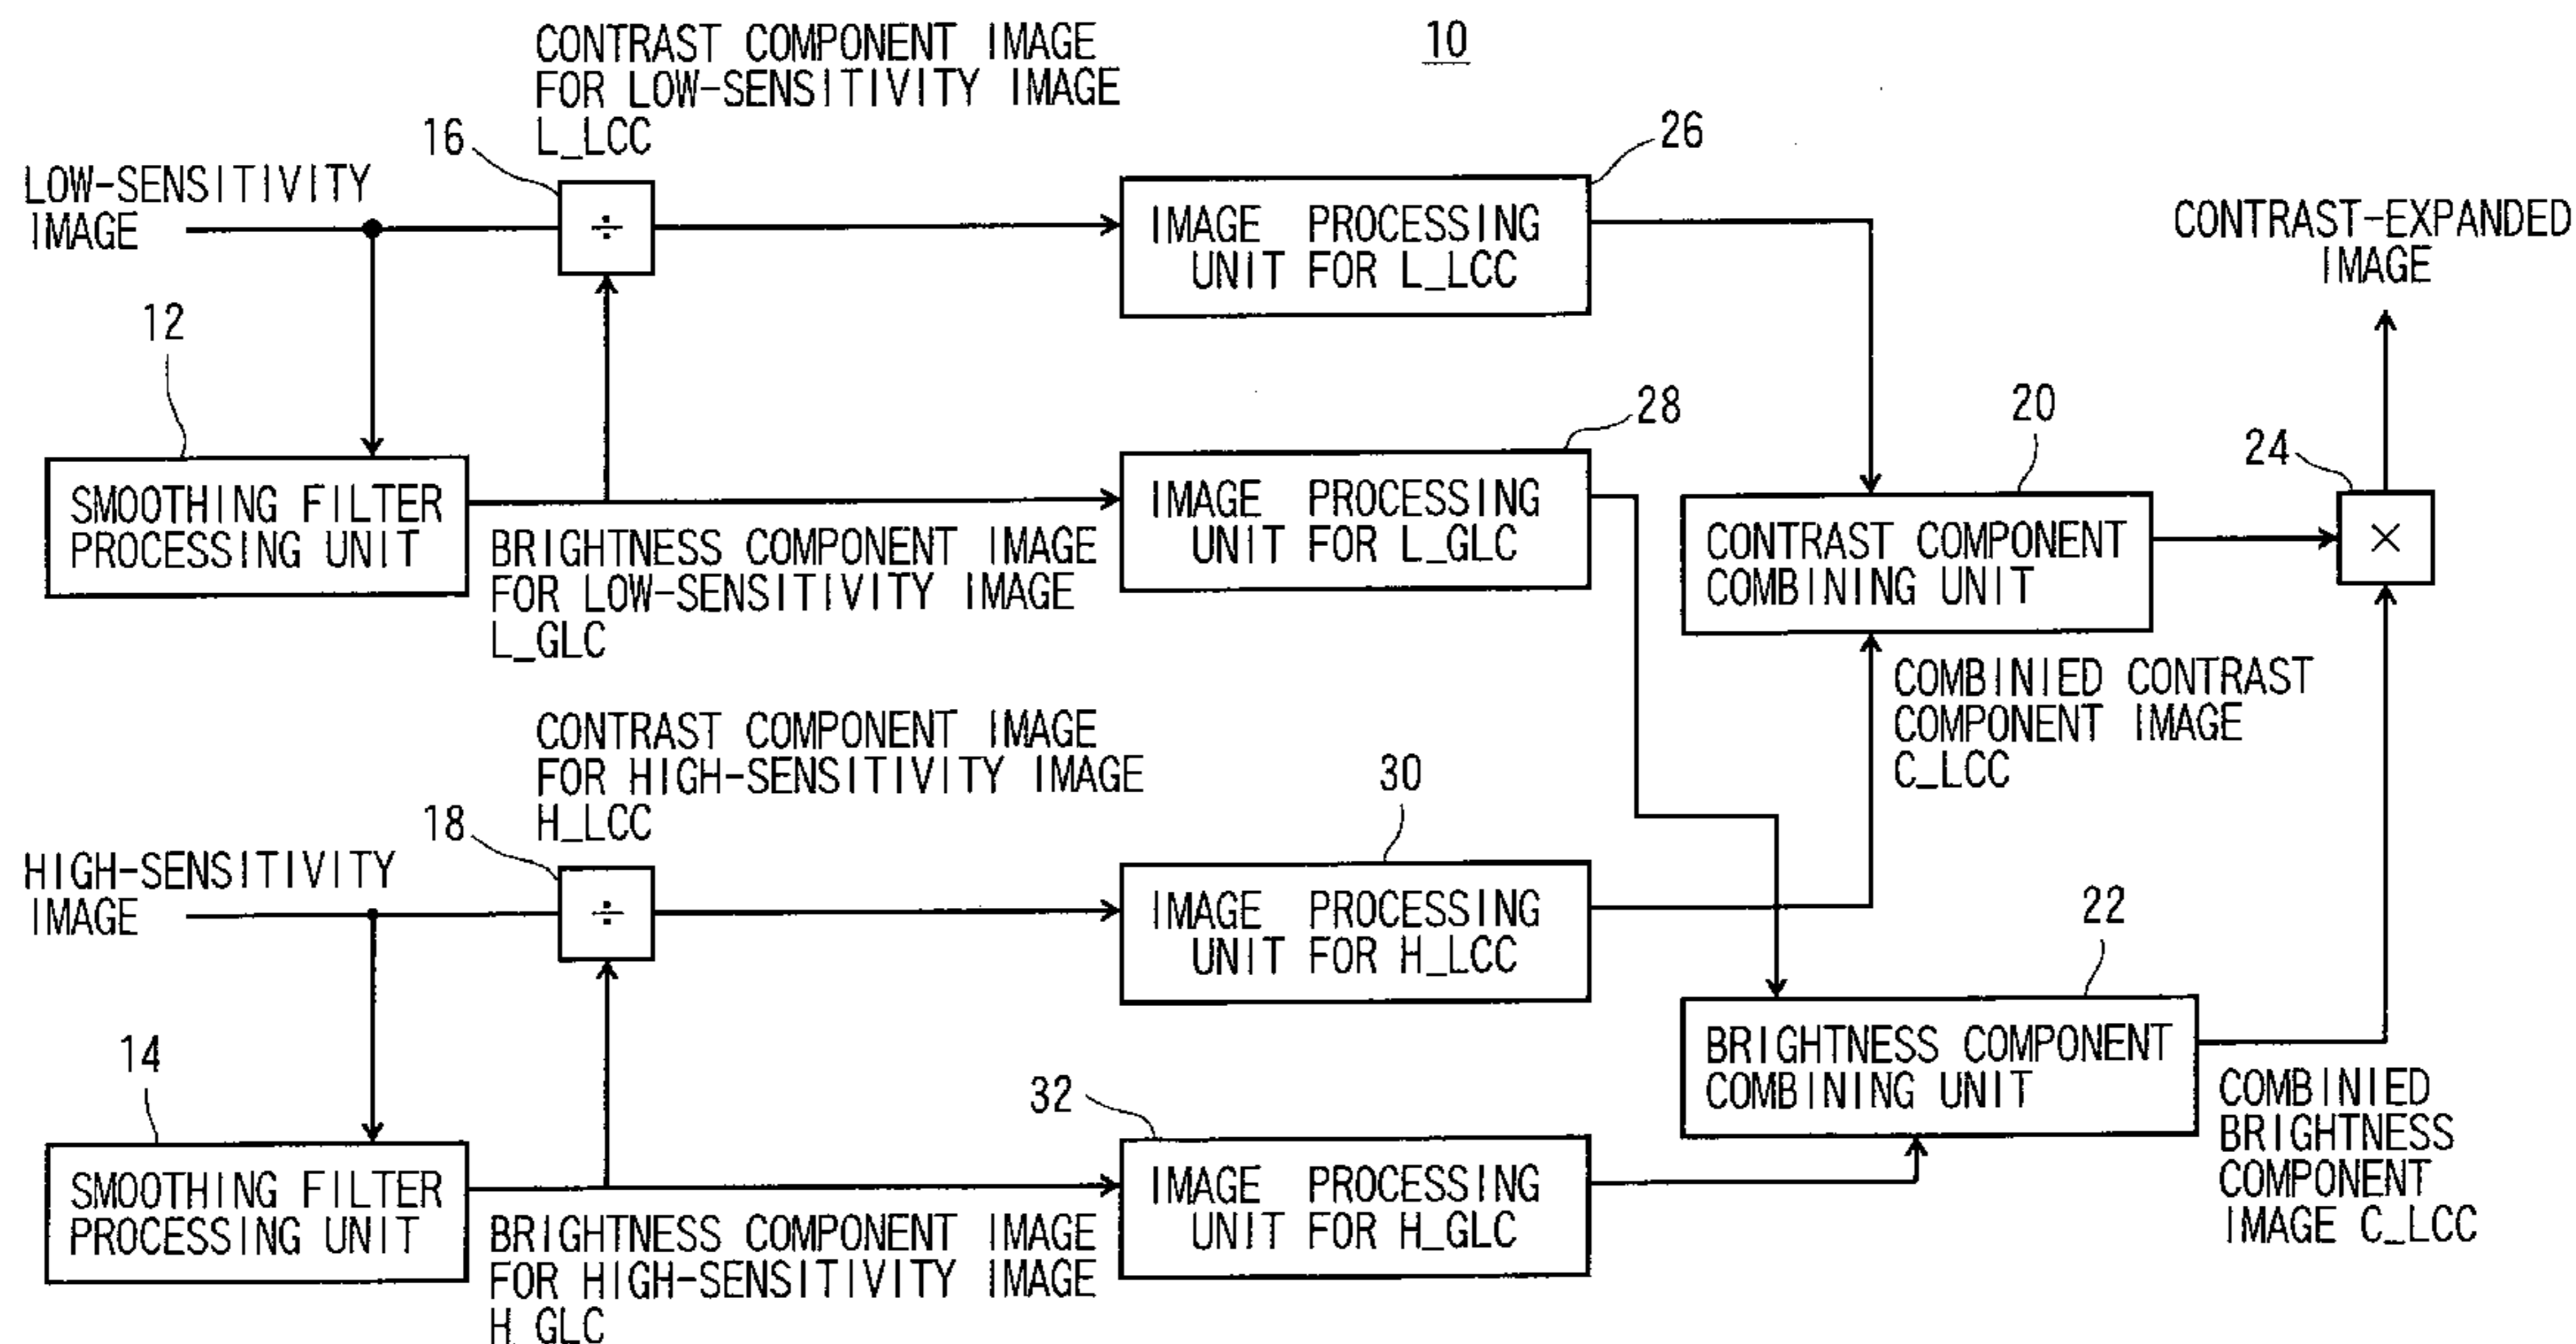 10
CONTRAST COMPONENT IMAGE
FOR LOW-SENSITIVITY IMAGE
L_LCC
16
26
LOW-SENSITIVITY
IMAGE
÷
IMAGE PROCESSING
UNIT FOR L_LCC
CONTRAST-EXPANDED
IMAGE
12
28
20
24
SMOOTHING FILTER
PROCESSING UNIT
BRIGHTNESS COMPONENT IMAGE
FOR LOW-SENSITIVITY IMAGE
L_GLC
IMAGE PROCESSING
UNIT FOR L_GLC
CONTRAST COMPONENT
COMBINING UNIT
×
COMBINIED CONTRAST
COMPONENT IMAGE
C_LCC
CONTRAST COMPONENT IMAGE
FOR HIGH-SENSITIVITY IMAGE
H_LCC
18
30
HIGH-SENSITIVITY
IMAGE
÷
IMAGE PROCESSING
UNIT FOR H_LCC
22
14
32
BRIGHTNESS COMPONENT
COMBINING UNIT
COMBINIED
BRIGHTNESS
COMPONENT
IMAGE C_LCC
SMOOTHING FILTER
PROCESSING UNIT
BRIGHTNESS COMPONENT IMAGE
FOR HIGH-SENSITIVITY IMAGE
H_GLC
IMAGE PROCESSING
UNIT FOR H_GLC